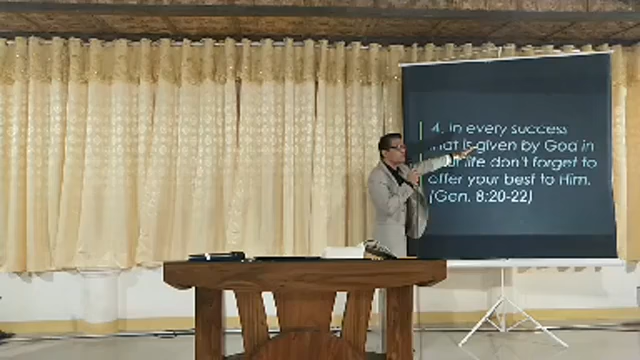 4. In every success
that is given by God in
your life don't forget to
offer your best to Him.
(Gen. 8:20-22)